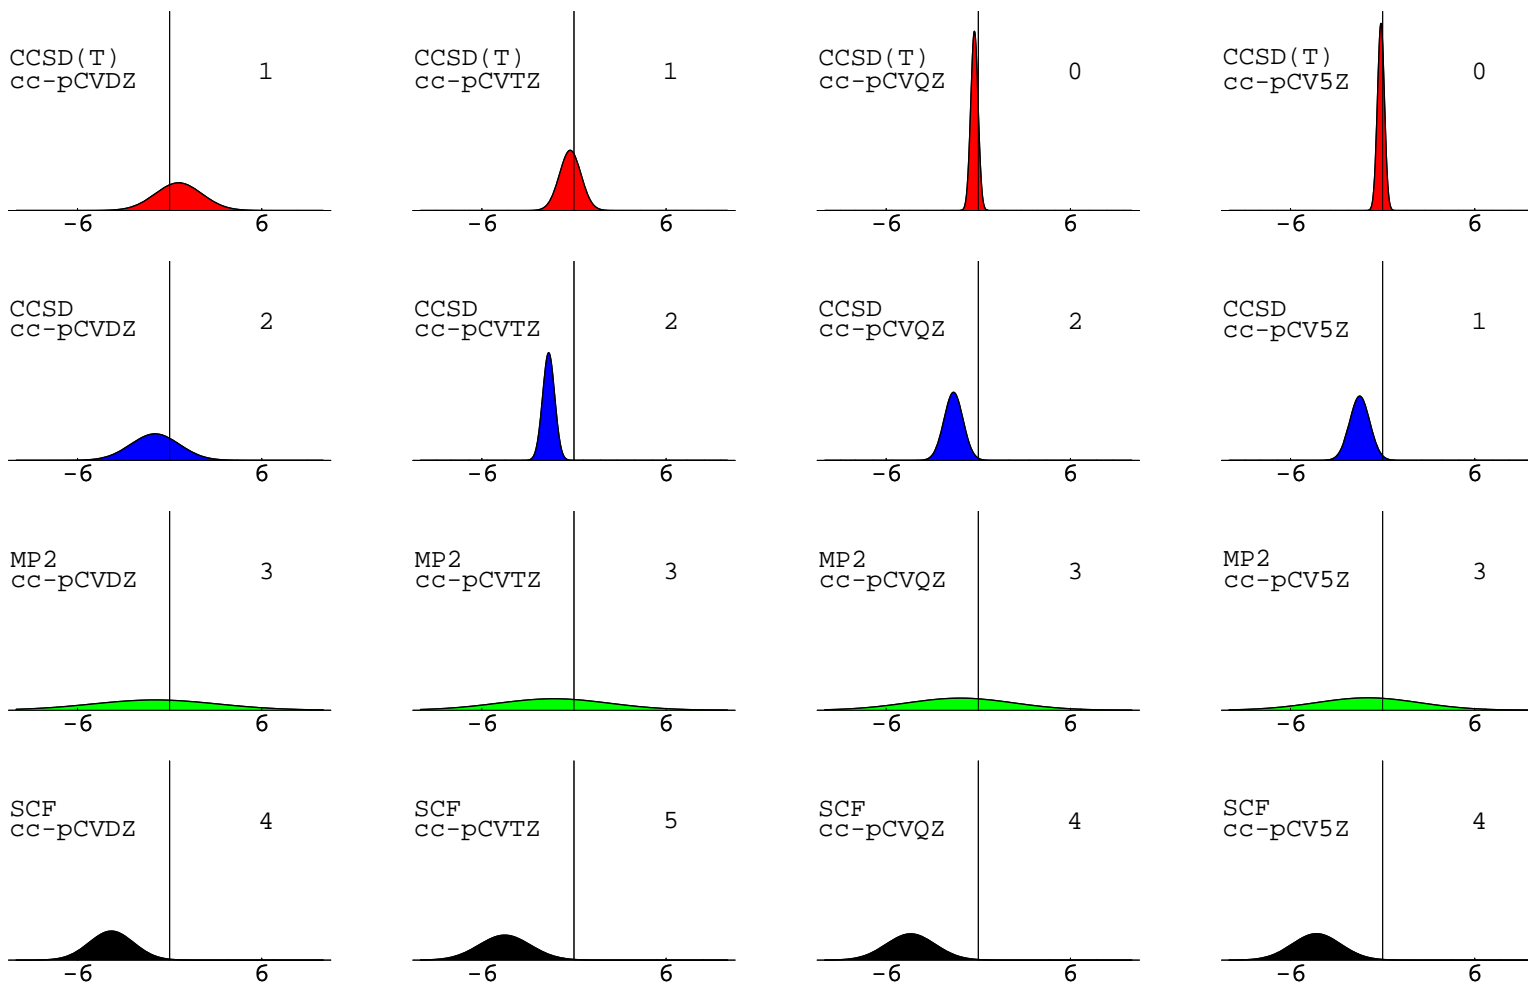 CCSD(T)
cc-pCVDZ
1
-6
6
CCSD(T)
cc-pCVTZ
1
-6
6
CCSD(T)
cc-pCVQZ
0
-6
6
CCSD(T)
cc-pCV5Z
0
-6
6
CCSD
cc-pCVDZ
2
-6
6
CCSD
cc-pCVTZ
2
-6
6
CCSD
cc-pCVQZ
2
-6
6
CCSD
cc-pCV5Z
1
-6
6
MP2
cc-pCVDZ
3
-6
6
MP2
cc-pCVTZ
3
-6
6
MP2
cc-pCVQZ
3
-6
6
MP2
cc-pCV5Z
3
-6
6
SCF
cc-pCVDZ
4
-6
6
SCF
cc-pCVTZ
5
-6
6
SCF
cc-pCVQZ
4
-6
6
SCF
cc-pCV5Z
4
-6
6